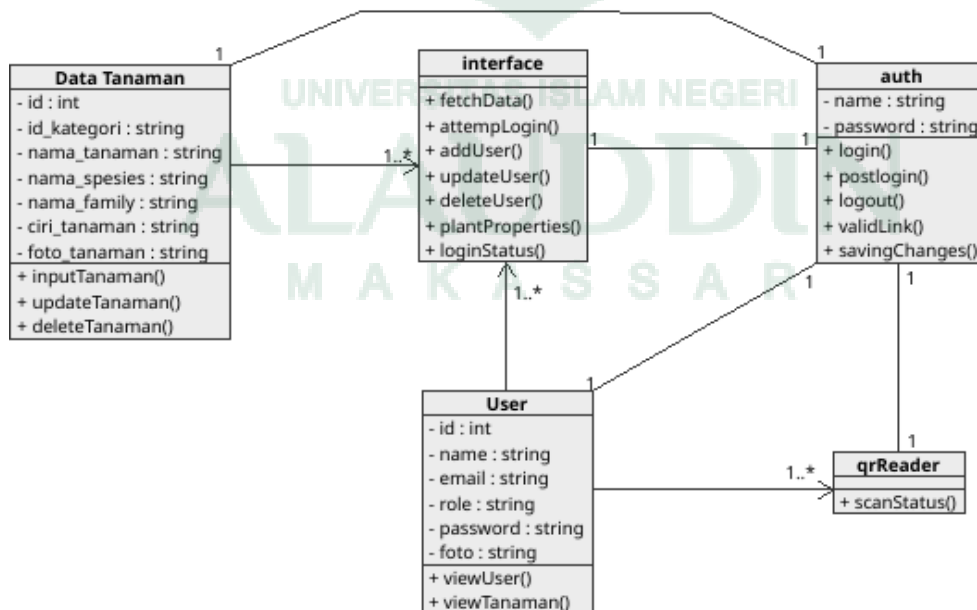 1
1
Data Tanaman
- id : int
- id_kategori : string
- nama_tanaman : string
- nama_spesies : string
- nama_family : string
- ciri_tanaman : string
- foto_tanaman : string
+ inputTanaman()
+ updateTanaman()
+ deleteTanaman()
1..*
interface
+ fetchData()
+ attempLogin()
+ addUser()
+ updateUser()
+ deleteUser()
+ plantProperties()
+ loginStatus()
1
1
auth
- name : string
- password : string
+ login()
+ postlogin()
+ logout()
+ validLink()
+ savingChanges()
UNIVERSITAS ISLAM NEGERI
ALAUDDIN
MAKASSAR
1..*
1
1
1
User
- id : int
- name : string
- email : string
- role : string
- password : string
- foto : string
+ viewUser()
+ viewTanaman()
1..*
1
qrReader
+ scanStatus()